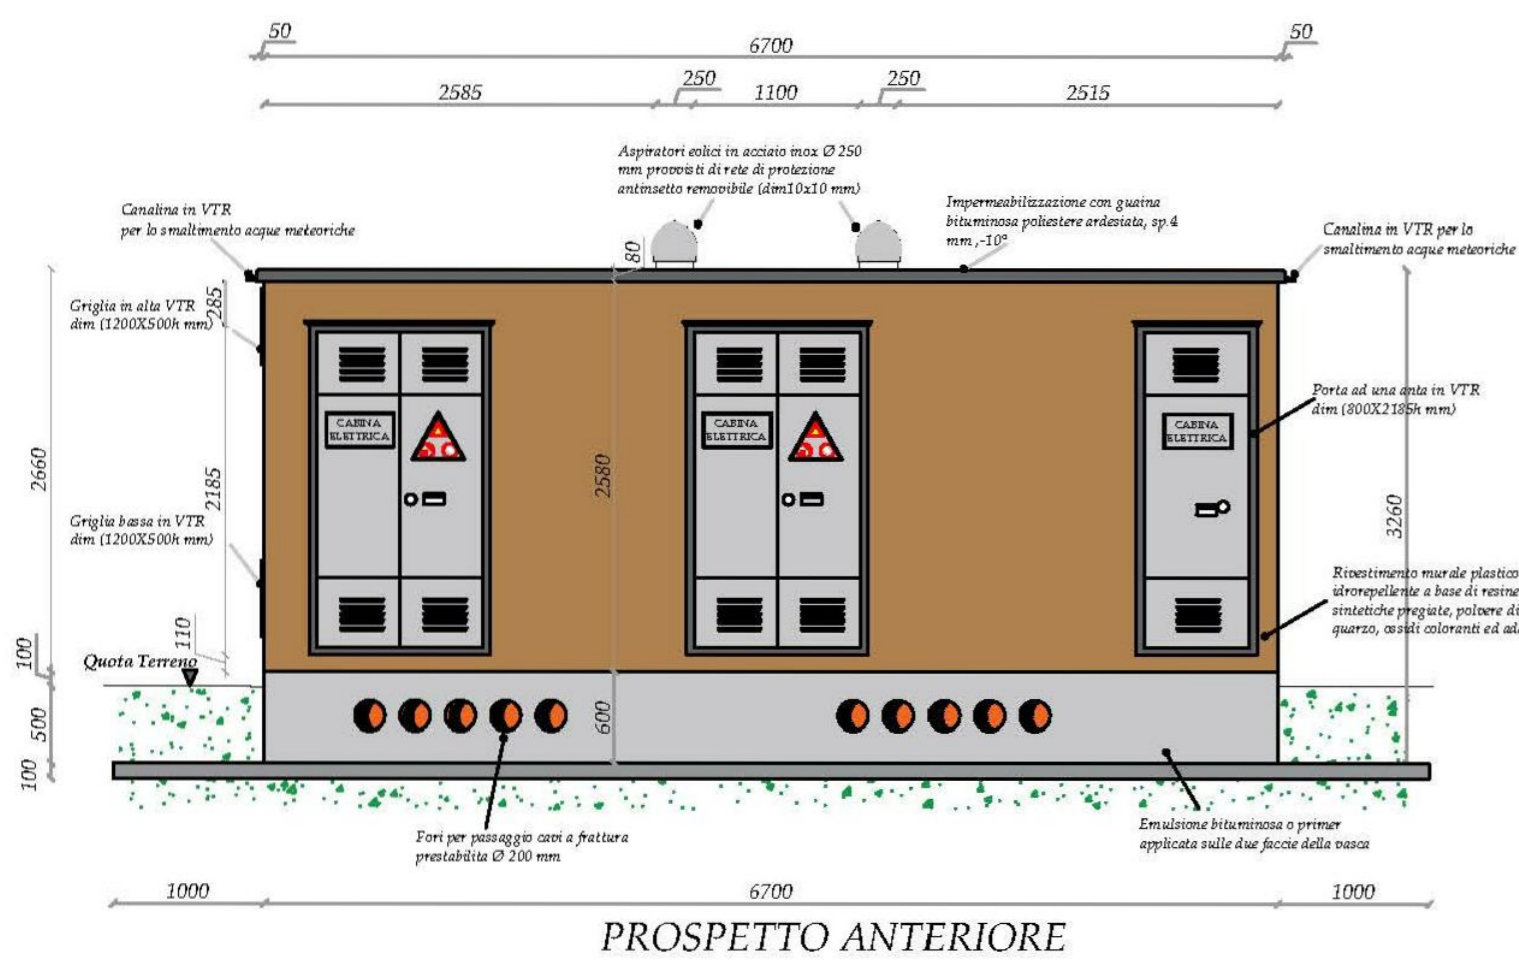 50
6700
50
2585
250
1100
250
2515
Aspiratori eolici in acciaio inox Ø 250
mm provvisti di rete di protezione
antinsetto removibile (dim10x10 mm)
Impermeabilizzazione con guaina
bituminosa poliestere ardesiata, sp.4
mm ,-10°
Canalina in VTR
per lo smaltimento acque meteoriche
Canalina in VTR per lo
smaltimento acque meteoriche
80
285
Griglia in alta VTR
dim (1200X500h mm)
Porta ad una anta in VTR
dim (800X2185h mm)
CABINA
ELETTRICA
CABINA
ELETTRICA
CABINA
ELETTRICA
2660
2185
2580
3260
Griglia bassa in VTR
dim (1200X500h mm)
Rivestimento murale plastico
idrorepellente a base di resine
sintetiche pregiate, polvere di
quarzo, ossidi coloranti ed
110
100
Quota Terreno
500
600
100
Fori per passaggio cavi a frattura
prestabilita Ø 200 mm
Emulsione bituminosa o primer
applicata sulle due faccie della vasca
1000
6700
1000
PROSPETTO ANTERIORE